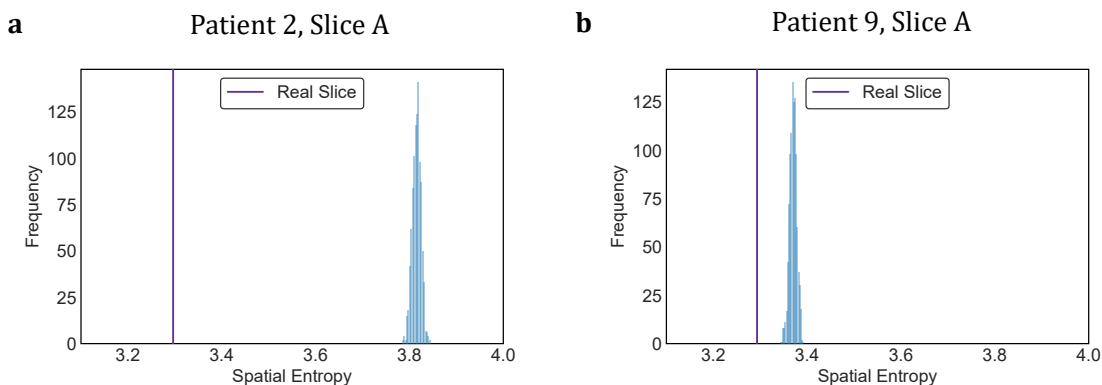 a
Patient 2, Slice A
Real Slice
Frequency
125
100
75
50
25
0
3.2
3.4
3.6
3.8
4.0
Spatial Entropy
b
Patient 9, Slice A
Real Slice
Frequency
125
100
75
50
25
0
3.2
3.4
3.6
3.8
4.0
Spatial Entropy